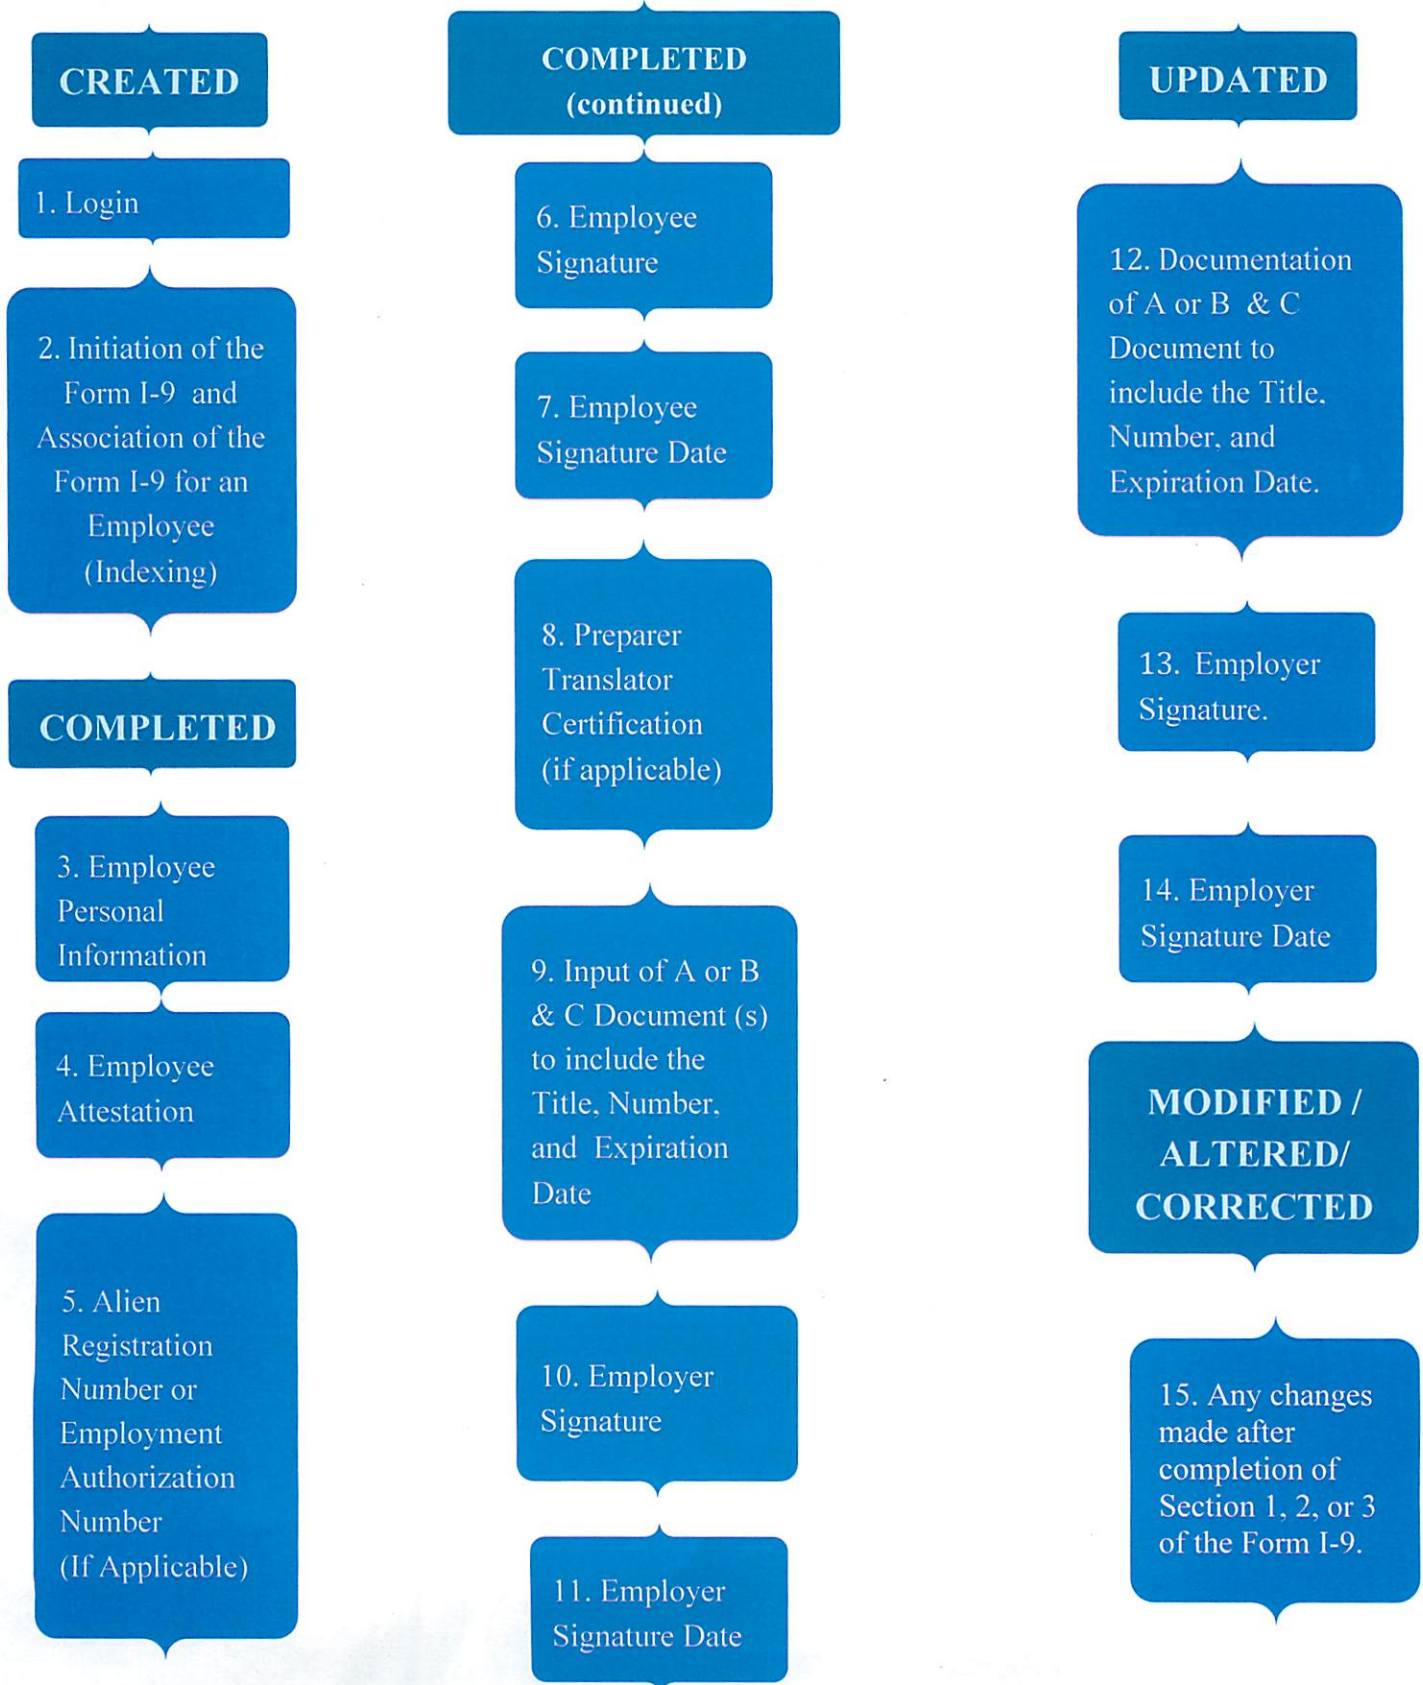 CREATED
1. Login
2. Initiation of the
Form I-9 and
Association of the
Form I-9 for an
Employee
(Indexing)
COMPLETED
3. Employee
Personal
Information
4. Employee
Attestation
5. Alien
Registration
Number or
Employment
Authorization
Number
(If Applicable)
COMPLETED
(continued)
6. Employee
Signature
7. Employee
Signature Date
8. Preparer
Translator
Certification
(if applicable)
9. Input of A or B
& C Document (s)
to include the
Title, Number,
and Expiration
Date
10. Employer
Signature
11. Employer
Signature Date
UPDATED
12. Documentation
of A or B & C
Document to
include the Title,
Number, and
Expiration Date.
13. Employer
Signature.
14. Employer
Signature Date
MODIFIED /
ALTERED/
CORRECTED
15. Any changes
made after
completion of
Section 1, 2, or 3
of the Form I-9.